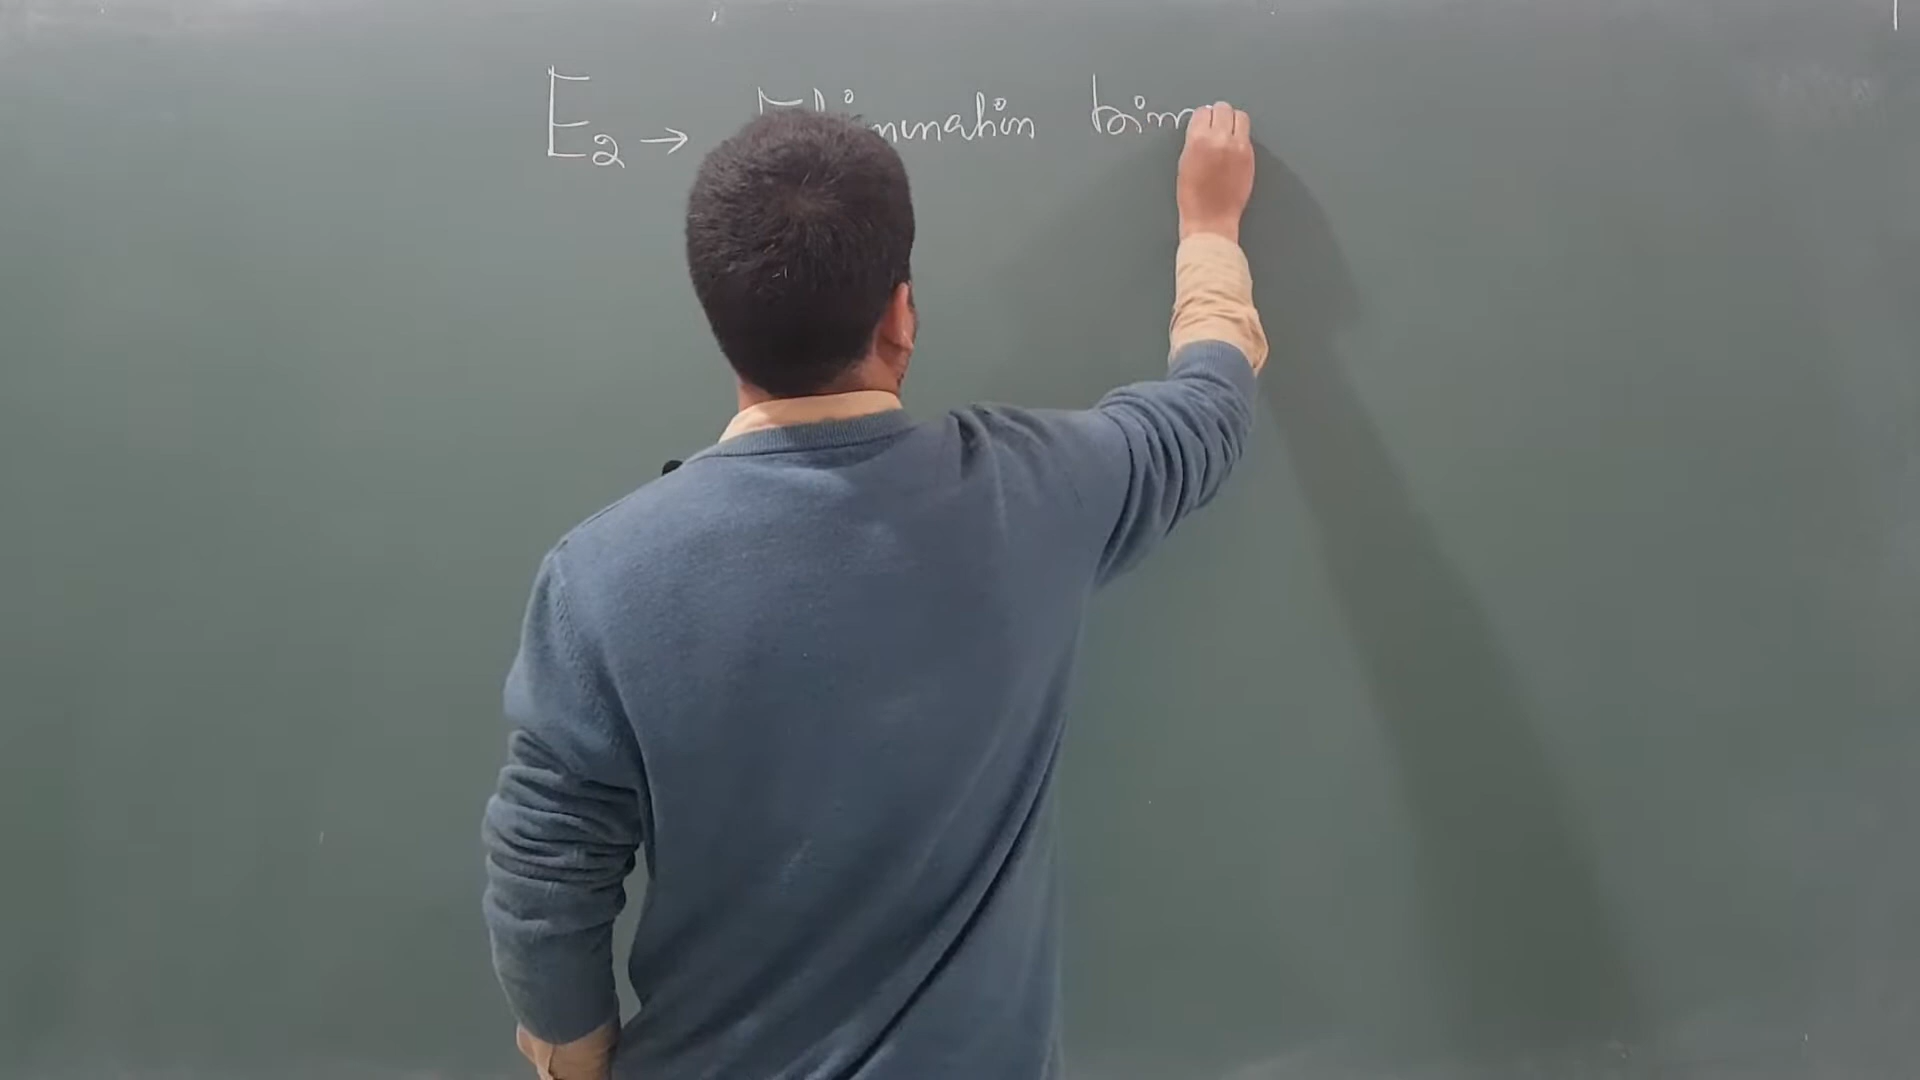 E₂ → Elimination bim